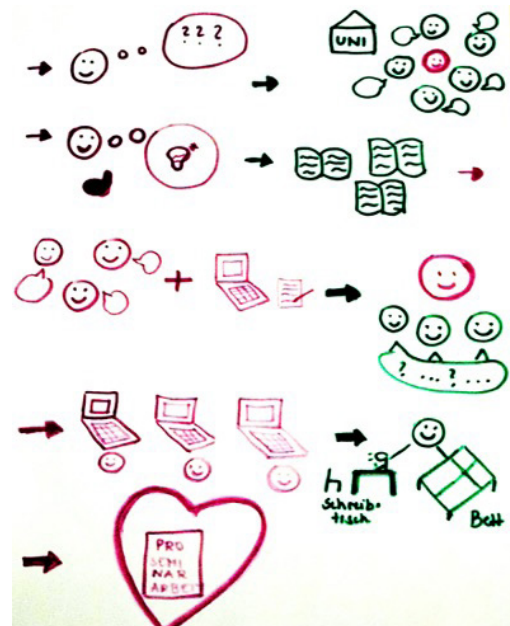 ? ? ?
UNI
? ... ? ....
Schreib-
tisch
Bett
PRO
SEMI
NAR
ARBEIT